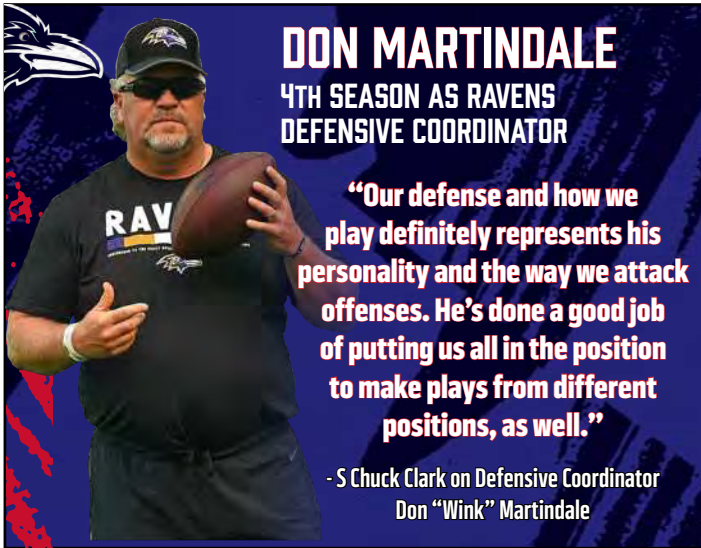 DON MARTINDALE
4TH SEASON AS RAVENS
DEFENSIVE COORDINATOR
“Our defense and how we
play definitely represents his
personality and the way we attack
offenses. He’s done a good job
of putting us all in the position
to make plays from different
positions, as well.”
- S Chuck Clark on Defensive Coordinator
Don “Wink” Martindale
RAV